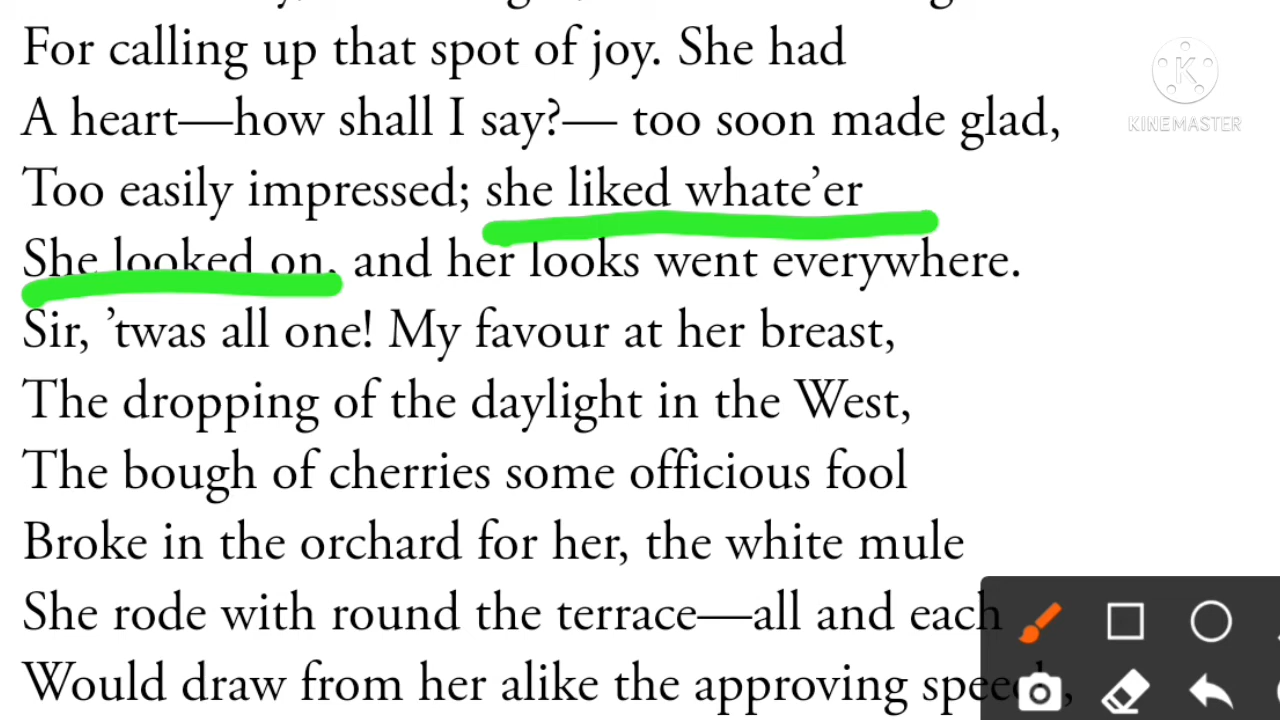 For calling up that spot of joy. She had
A heart—how shall I say?— too soon made glad,
Too easily impressed; she liked whate'er
She looked on, and her looks went everywhere.
Sir, 'twas all one! My favour at her breast,
The dropping of the daylight in the West,
The bough of cherries some officious fool
Broke in the orchard for her, the white mule
She rode with round the terrace—all and each
Would draw from her alike the approving speech,
KINEMASTER